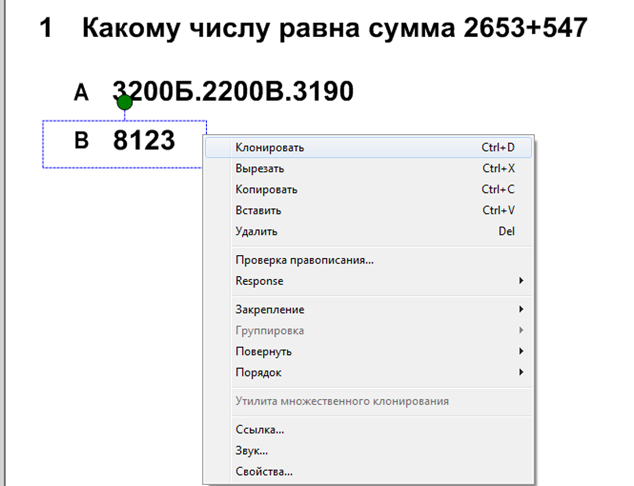 1 Какому числу равна сумма 2653+547
A 3200Б.2200В.3190
B 8123
Клонировать Ctrl+D
Вырезать Ctrl+X
Копировать Ctrl+C
Вставить Ctrl+V
Удалить Del
Проверка правописания...
Response
Закрепление
Группировка
Повернуть
Порядок
Утилита множественного клонирования
Ссылка...
Звук...
Свойства...